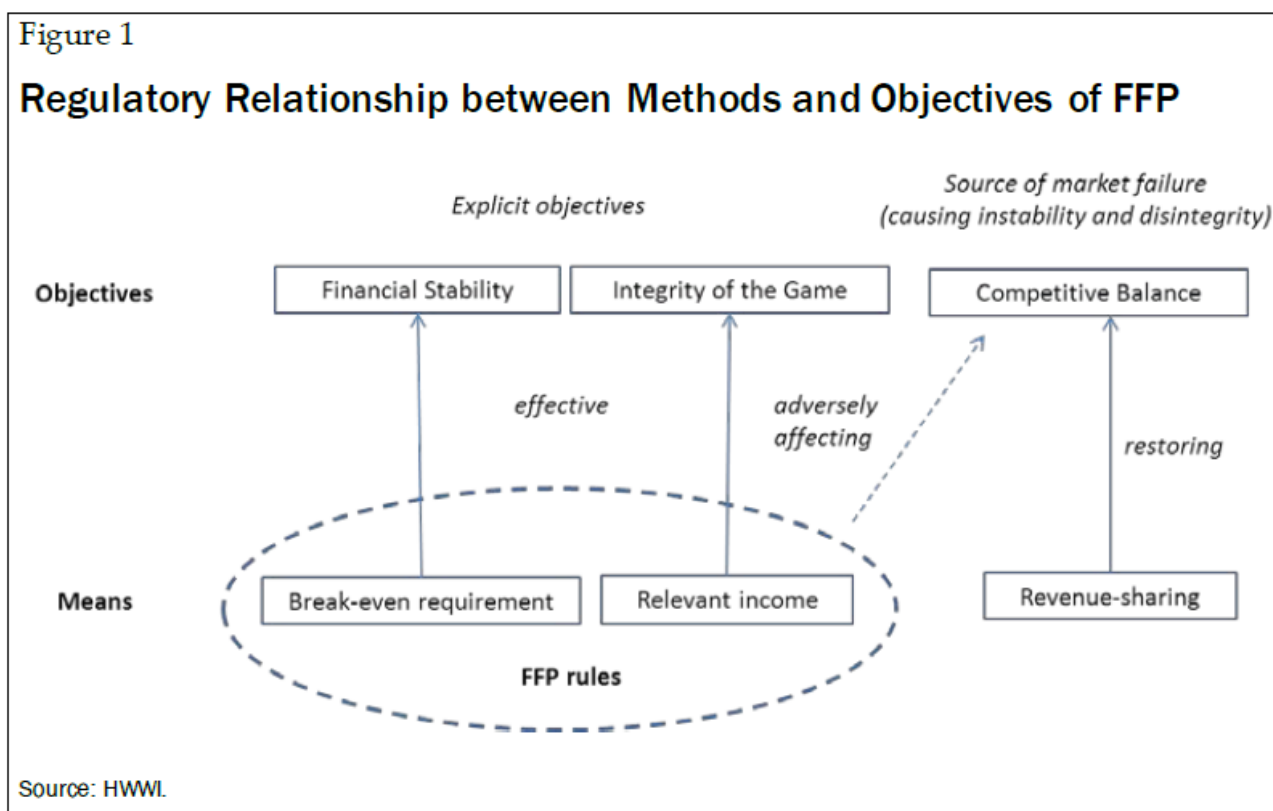 Figure 1
Regulatory Relationship between Methods and Objectives of FFP
Explicit objectives
Source of market failure
(causing instability and disintegrity)
Objectives
Financial Stability
Integrity of the Game
Competitive Balance
effective
adversely
affecting
restoring
Means
Break-even requirement
Relevant income
Revenue-sharing
FFP rules
Source: HWWI.